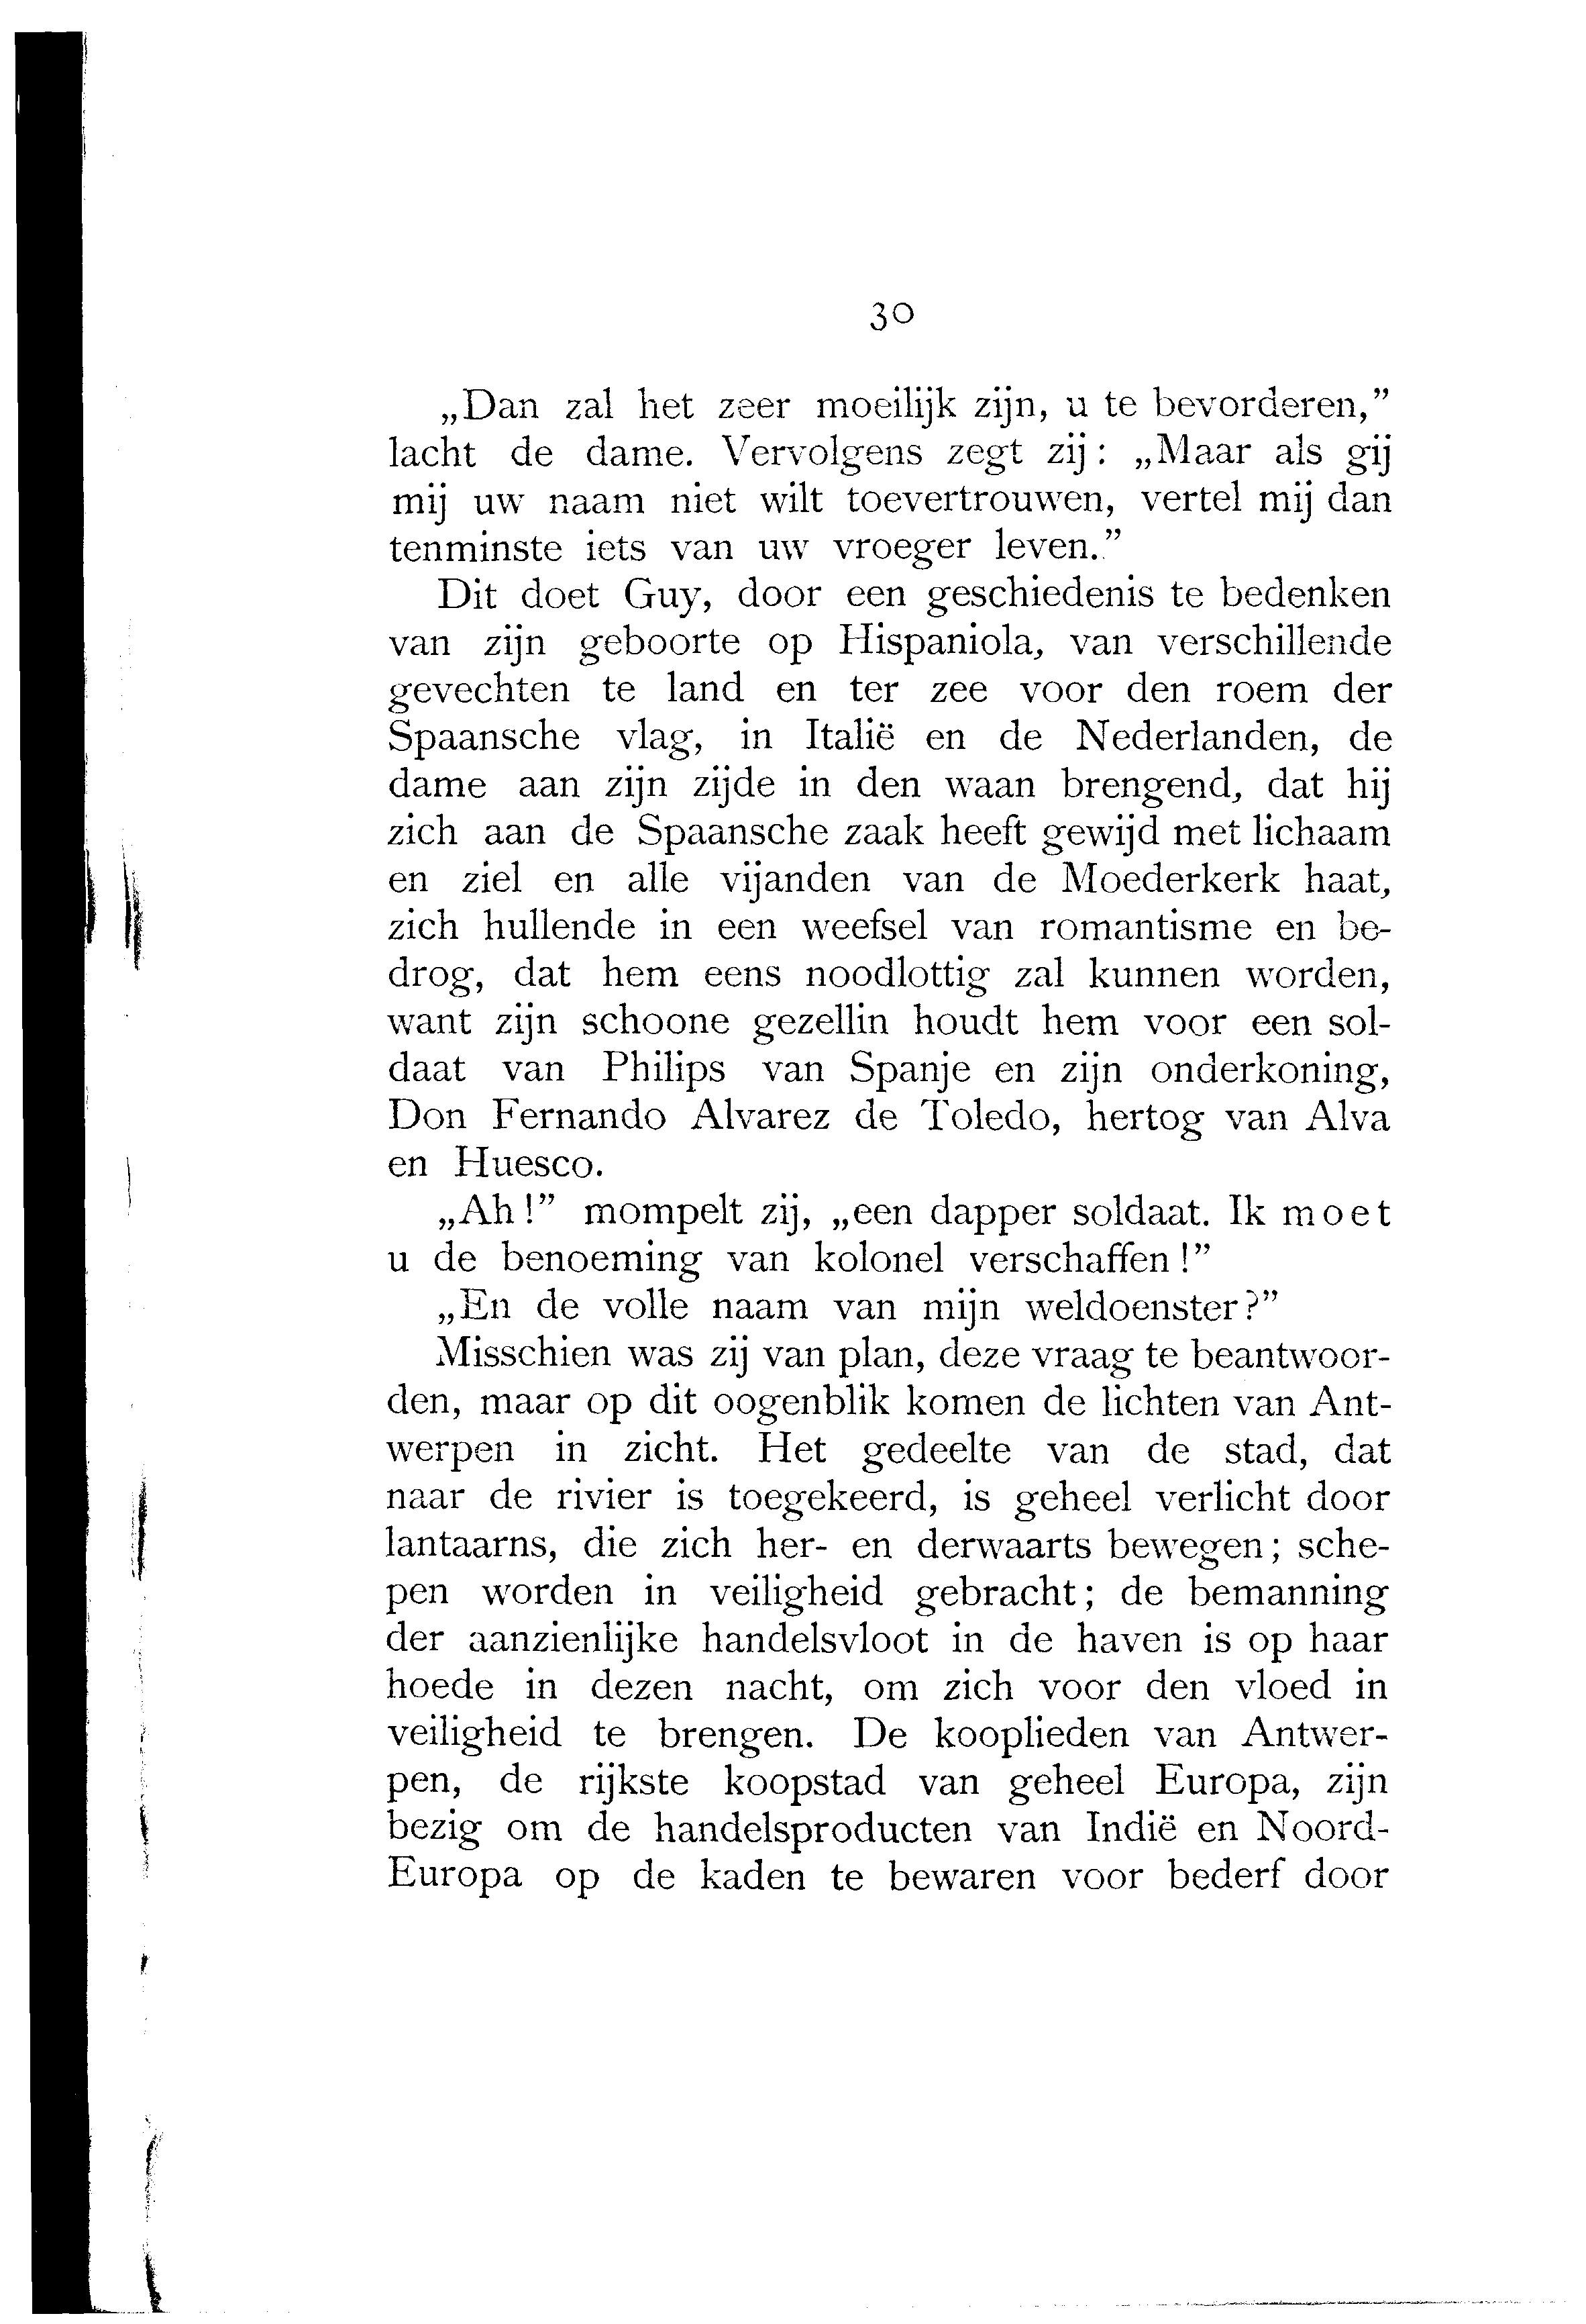 30
„Dan zal het zeer moeilijk zijn, u te bevorderen,”
lacht de dame. Vervolgens zegt zij: „Maar als gij
mij uw naam niet wilt toevertrouwen, vertel mij dan
tenminste iets van uw vroeger leven.”
Dit doet Guy, door een geschiedenis te bedenken
van zijn geboorte op Hispaniola, van verschillende
gevechten te land en ter zee voor den roem der
Spaansche vlag, in Italië en de Nederlanden, de
dame aan zijn zijde in den waan brengend, dat hij
zich aan de Spaansche zaak heeft gewijd met lichaam
en ziel en alle vijanden van de Moederkerk haat,
zich hullende in een weefsel van romantisme en be-
drog, dat hem eens noodlottig zal kunnen worden,
want zijn schoone gezellin houdt hem voor een sol-
daat van Philips van Spanje en zijn onderkoning,
Don Fernando Alvarez de Toledo, hertog van Alva
en Huesco.
„Ah!” mompelt zij, „een dapper soldaat. Ik moet
u de benoeming van kolonel verschaffen!”
„En de volle naam van mijn weldoenster?”
Misschien was zij van plan, deze vraag te beantwoor-
den, maar op dit oogenblik komen de lichten van Ant-
werpen in zicht. Het gedeelte van de stad, dat
naar de rivier is toegekeerd, is geheel verlicht door
lantaarns, die zich her- en derwaarts bewegen; sche-
pen worden in veiligheid gebracht; de bemanning
der aanzienlijke handelsvloot in de haven is op haar
hoede in dezen nacht, om zich voor den vloed in
veiligheid te brengen. De kooplieden van Antwer-
pen, de rijkste koopstad van geheel Europa, zijn
bezig om de handelsproducten van Indië en Noord-
Europa op de kaden te bewaren voor bederf door